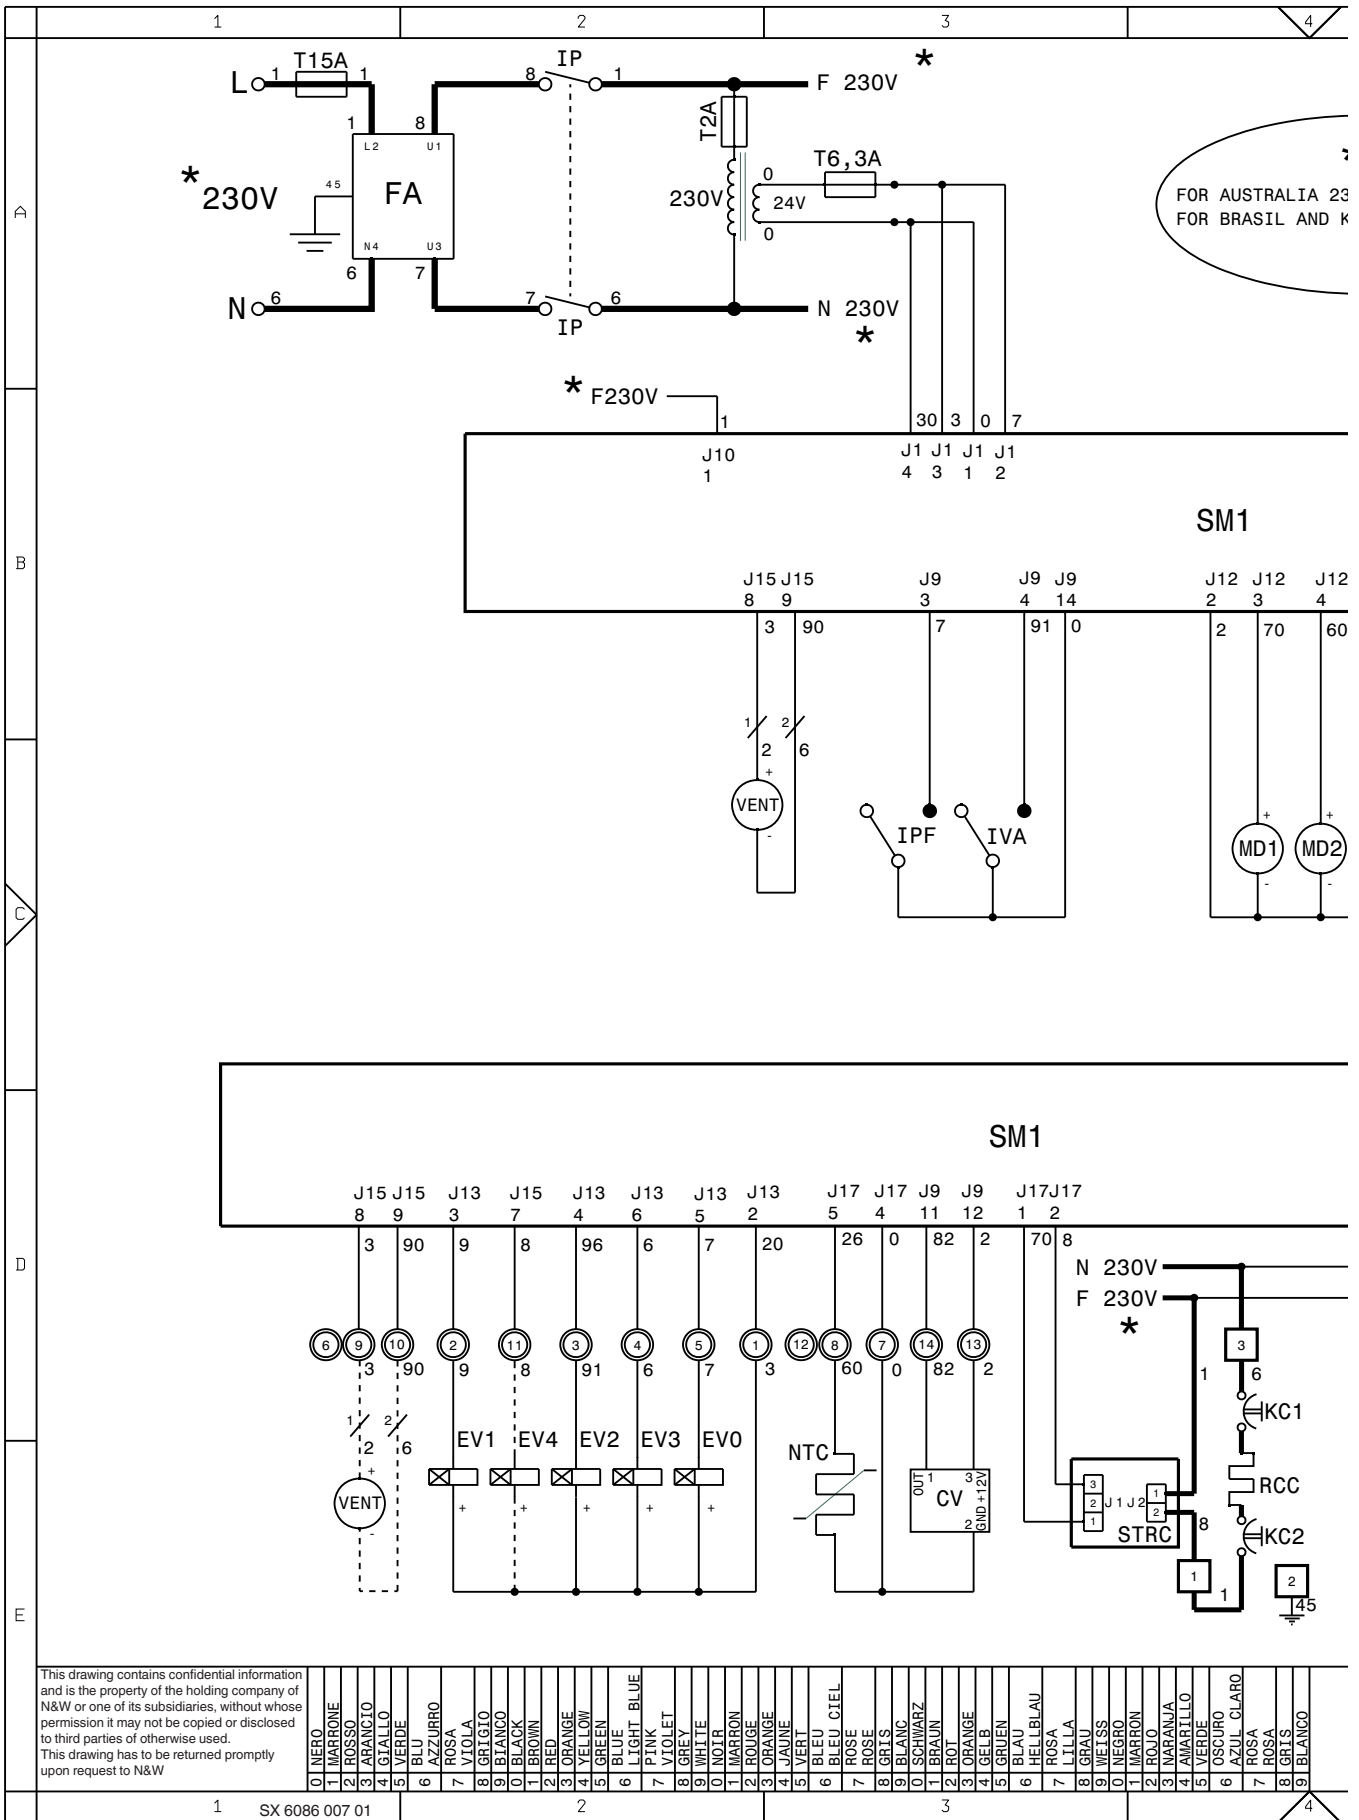 1 2 3 4
A
B
C
D
E
L 1 T15A 1
8 IP 1
F 230V *
1 8
L2 U1
FA
45
N4 U3
6 7
* 230V
N 6
7 IP 6
N 230V
*
T2A
230V
0
24V
0
T6,3A
*
FOR AUSTRALIA 23
FOR BRASIL AND K
* F230V
1
30 3 0 7
J10 J1 J1 J1 J1
1 4 3 1 2
SM1
J15 J15 J9 J9 J9 J12 J12 J12
8 9 3 4 14 2 3 4
3 90 7 91 0 2 70 60
1 2
2 6
+
VENT
-
IPF IVA
+ +
MD1 MD2
- -
SM1
J15 J15 J13 J15 J13 J13 J13 J13 J17 J17 J9 J9 J17 J17
8 9 3 7 4 6 5 2 5 4 11 12 1 2
3 90 9 8 96 6 7 20 26 0 82 2 70 8
N 230V
F 230V
*
6 9 10 2 11 3 4 5 1 12 8 7 14 13
3 90 9 8 91 6 7 3 60 0 82 2
1 2
2 6
+
VENT
-
EV1 EV4 EV2 EV3 EV0
+ + + + +
NTC
OUT 1 3 +12V
CV
2 GND
3
2
1
J1 J2
1
2
STRC
1
8
1
1
3
6
KC1
RCC
KC2
2
45
This drawing contains confidential information
and is the property of the holding company of
N&W or one of its subsidiaries, without whose
permission it may not be copied or disclosed
to third parties of otherwise used.
This drawing has to be returned promptly
upon request to N&W
0 NERO
1 MARRONE
2 ROSSO
3 ARANCIO
4 GIALLO
5 VERDE
6 BLU AZZURRO
7 ROSA VIOLA
8 GRIGIO
9 BIANCO
0 BLACK
1 BROWN
2 RED
3 ORANGE
4 YELLOW
5 GREEN
6 BLUE LIGHT BLUE
7 PINK VIOLET
8 GREY
9 WHITE
0 NOIR
1 MARRON
2 ROUGE
3 ORANGE
4 JAUNE
5 VERT
6 BLEU BLEU CIEL
7 ROSE ROSE
8 GRIS
9 BLANC
0 SCHWARZ
1 BRAUN
2 ROT
3 ORANGE
4 GELB
5 GRUEN
6 BLAU HELLBLAU
7 ROSA LILLA
8 GRAU
9 WEISS
0 NEGRO
1 MARRON
2 ROJO
3 NARANJA
4 AMARILLO
5 VERDE
6 OSCURO AZUL CLARO
7 ROSA ROSA
8 GRIS
9 BLANCO
1 SX 6086 007 01 2 3 4